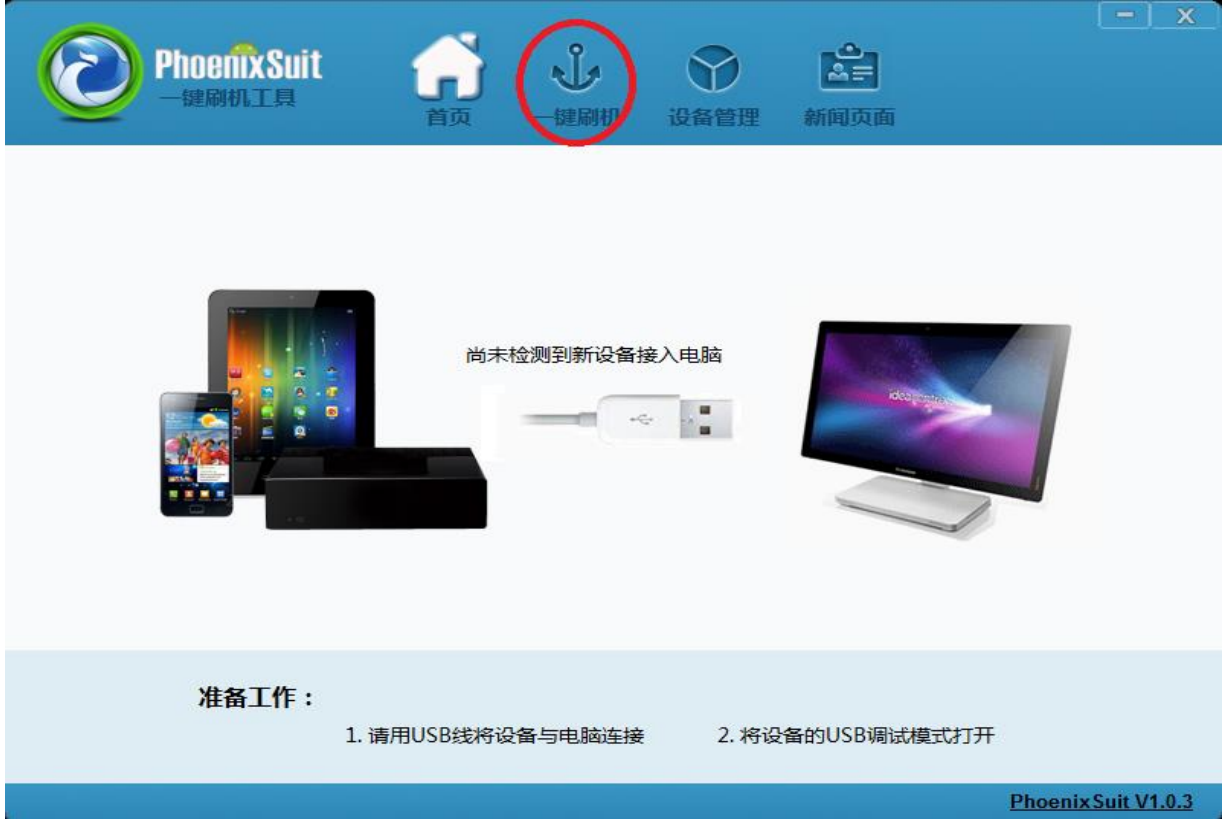 PhoenixSuit
一键刷机工具
首页
一键刷机
设备管理
新闻页面
尚未检测到新设备接入电脑
准备工作：
1. 请用USB线将设备与电脑连接
2. 将设备的USB调试模式打开
PhoenixSuit V1.0.3